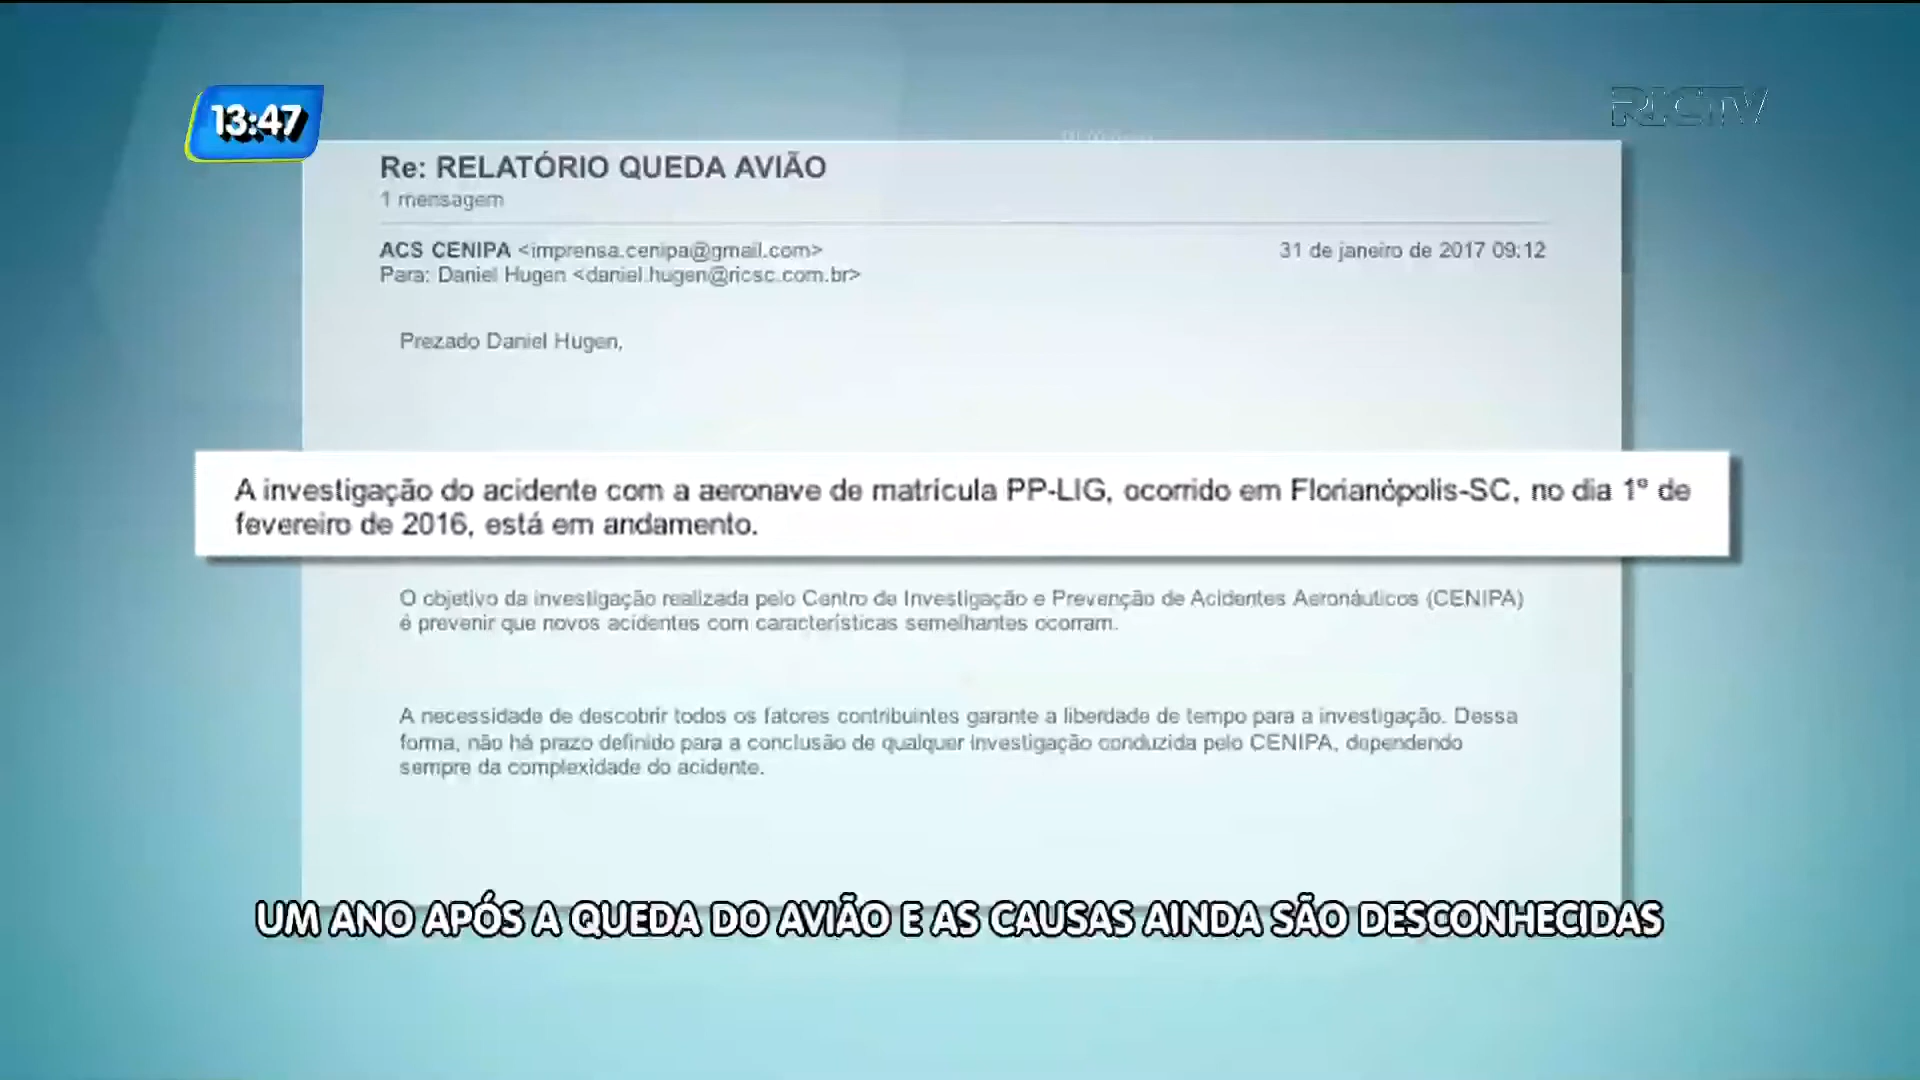 13:47
RICTV
Re: RELATÓRIO QUEDA AVIÃO
1 mensagem
ACS CENIPA <imprensa.cenipa@gmail.com>
31 de janeiro de 2017 09:12
Para: Daniel Hugen <daniel.hugen@ricsc.com.br>
Prezado Daniel Hugen,
A investigação do acidente com a aeronave de matrícula PP-LIG, ocorrido em Florianópolis-SC, no dia 1º de
fevereiro de 2016, está em andamento.
O objetivo da investigação realizada pelo Centro de Investigação e Prevenção de Acidentes Aeronáuticos (CENIPA)
é prevenir que novos acidentes com características semelhantes ocorram.
A necessidade de descobrir todos os fatores contribuintes garante a liberdade de tempo para a investigação. Dessa
forma, não há prazo definido para a conclusão de qualquer investigação conduzida pelo CENIPA, dependendo
sempre da complexidade do acidente.
UM ANO APÓS A QUEDA DO AVIÃO E AS CAUSAS AINDA SÃO DESCONHECIDAS